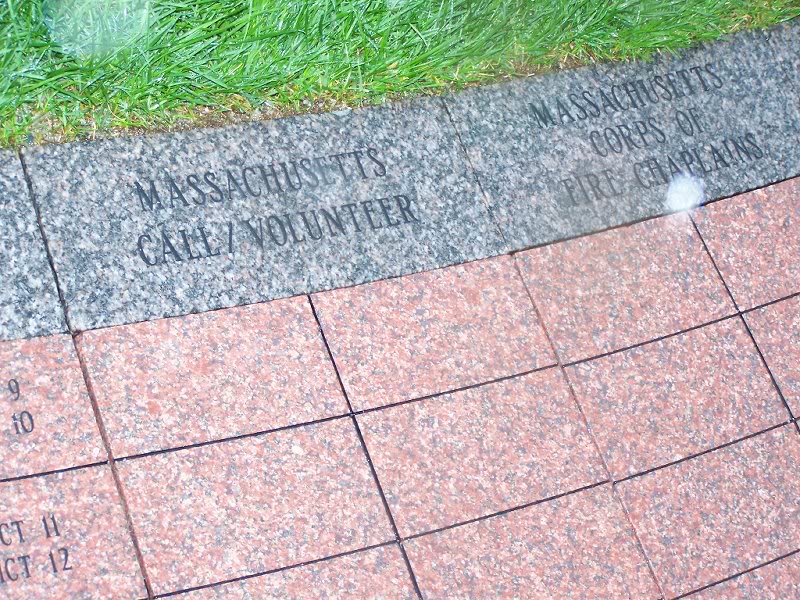 MASSACHUSETTS
CALL/VOLUNTEER
MASSACHUSETTS
CORPS OF
FIRE CHAPLAINS
9
10
CT 11
ICT 12